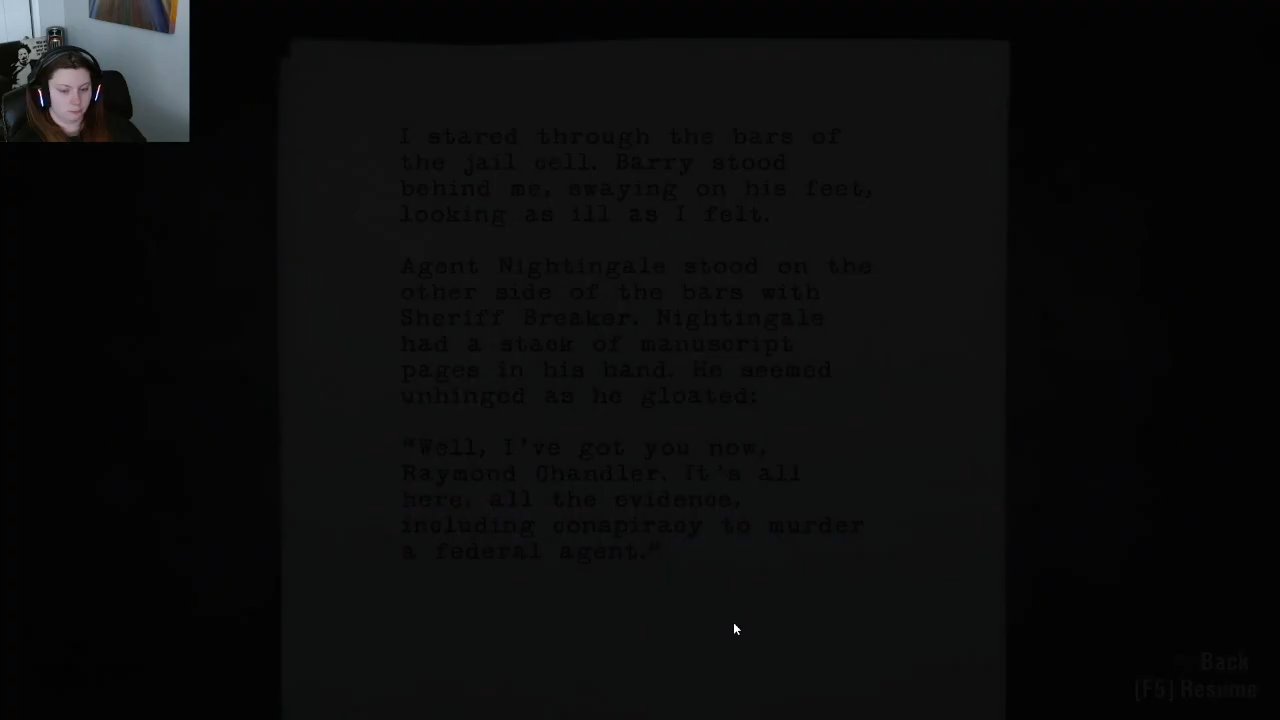 I stared through the bars of
the jail cell. Barry stood
behind me, swaying on his feet,
looking as ill as I felt.
Agent Nightingale stood on the
other side of the bars with
Sheriff Breaker. Nightingale
had a stack of manuscript
pages in his hand. He seemed
unhinged as he gloated:
"Well, I've got you now,
Raymond Chandler. It's all
here, all the evidence,
including conspiracy to murder
a federal agent."
Back
[F5] Resume